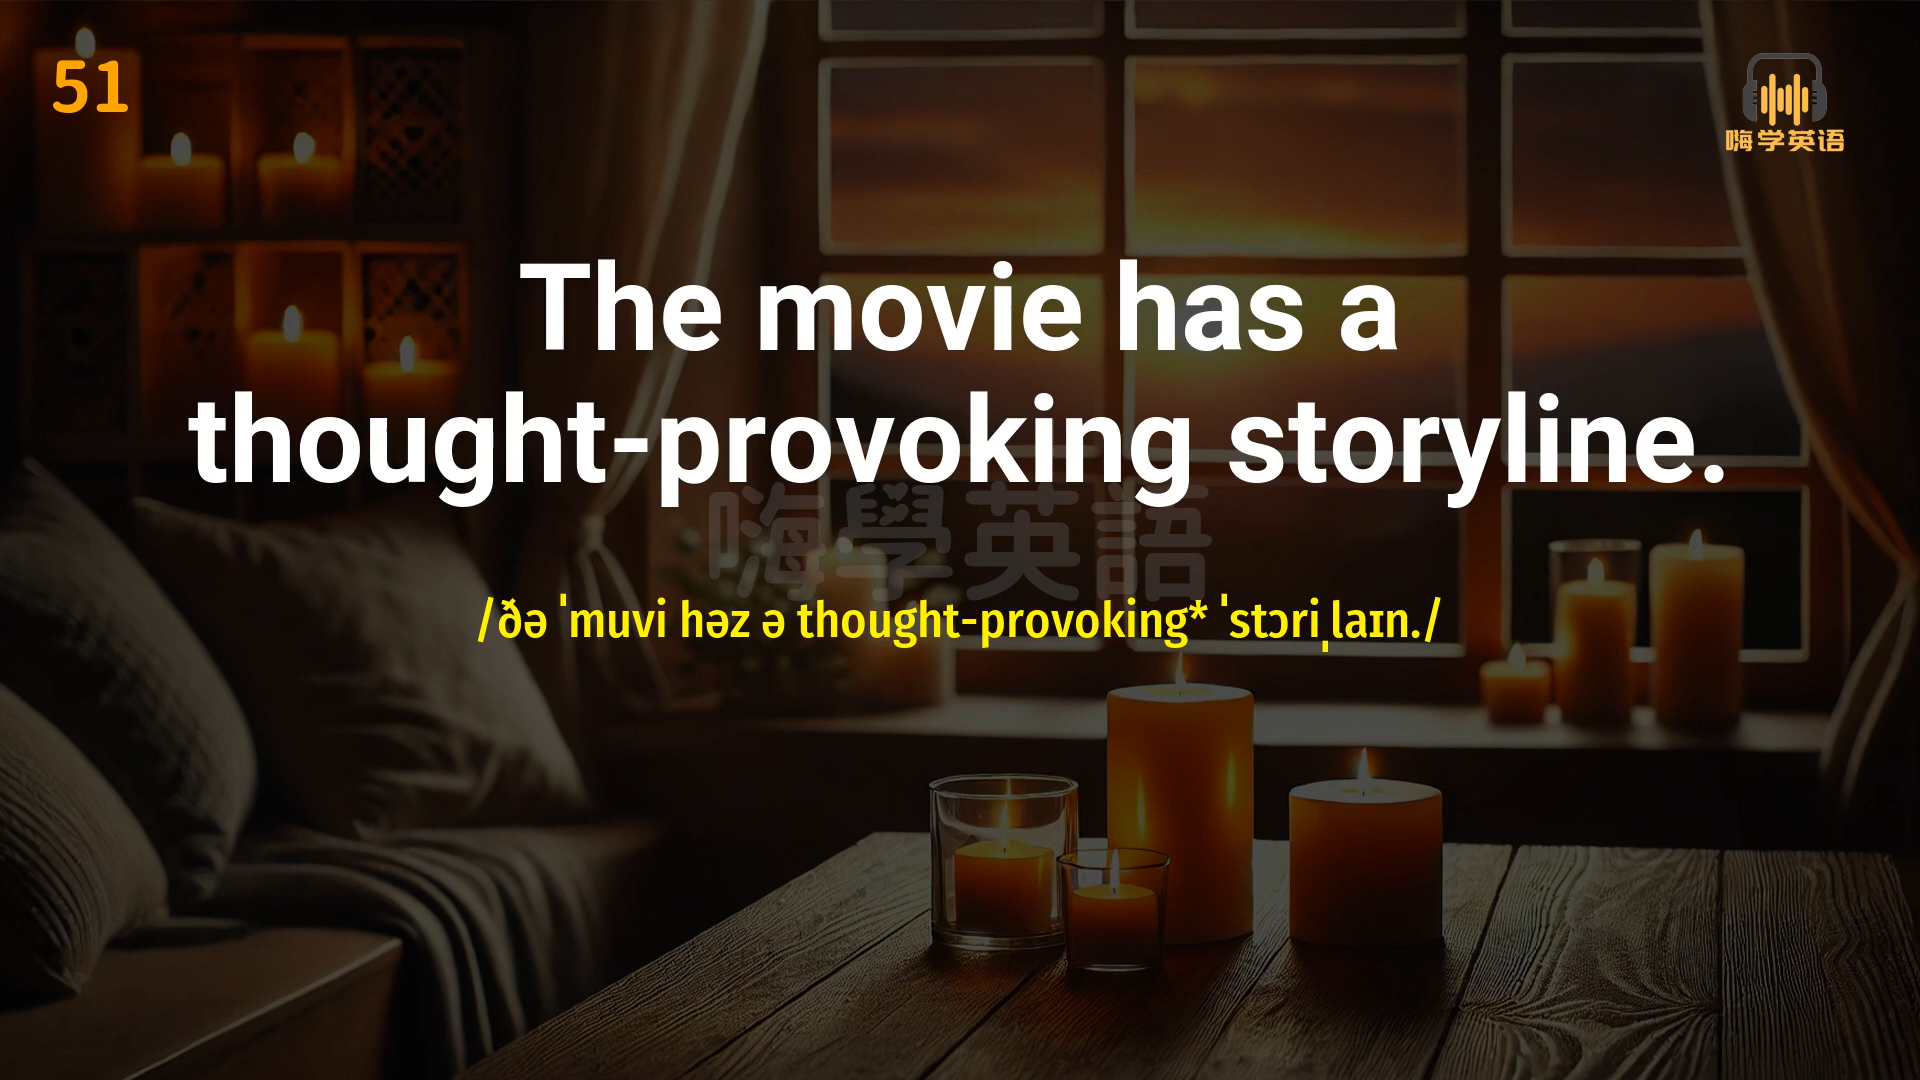 51
嗨学英语
The movie has a
thought-provoking storyline.
嗨學英語
/ðə ˈmuvi həz ə thought-provoking* ˈstɔriˌlaɪn./